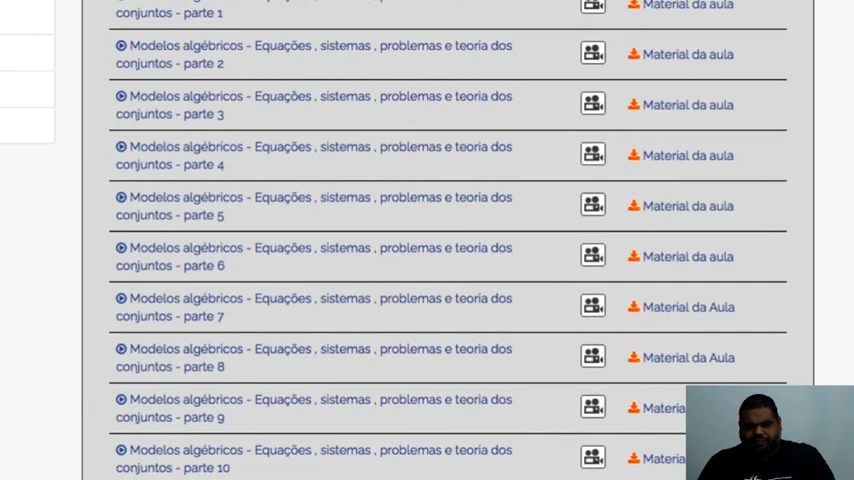 conjuntos - parte 1
Modelos algébricos - Equações , sistemas , problemas e teoria dos
conjuntos - parte 2
Material da aula
Material da aula
Modelos algébricos - Equações , sistemas , problemas e teoria dos
conjuntos - parte 3
Material da aula
Modelos algébricos - Equações , sistemas , problemas e teoria dos
conjuntos - parte 4
Material da aula
Modelos algébricos - Equações , sistemas , problemas e teoria dos
conjuntos - parte 5
Material da aula
Modelos algébricos - Equações , sistemas , problemas e teoria dos
conjuntos - parte 6
Material da aula
Modelos algébricos - Equações , sistemas , problemas e teoria dos
conjuntos - parte 7
Material da Aula
Modelos algébricos - Equações , sistemas , problemas e teoria dos
conjuntos - parte 8
Material da Aula
Modelos algébricos - Equações , sistemas , problemas e teoria dos
conjuntos - parte 9
Materia
Modelos algébricos - Equações , sistemas , problemas e teoria dos
conjuntos - parte 10
Materia